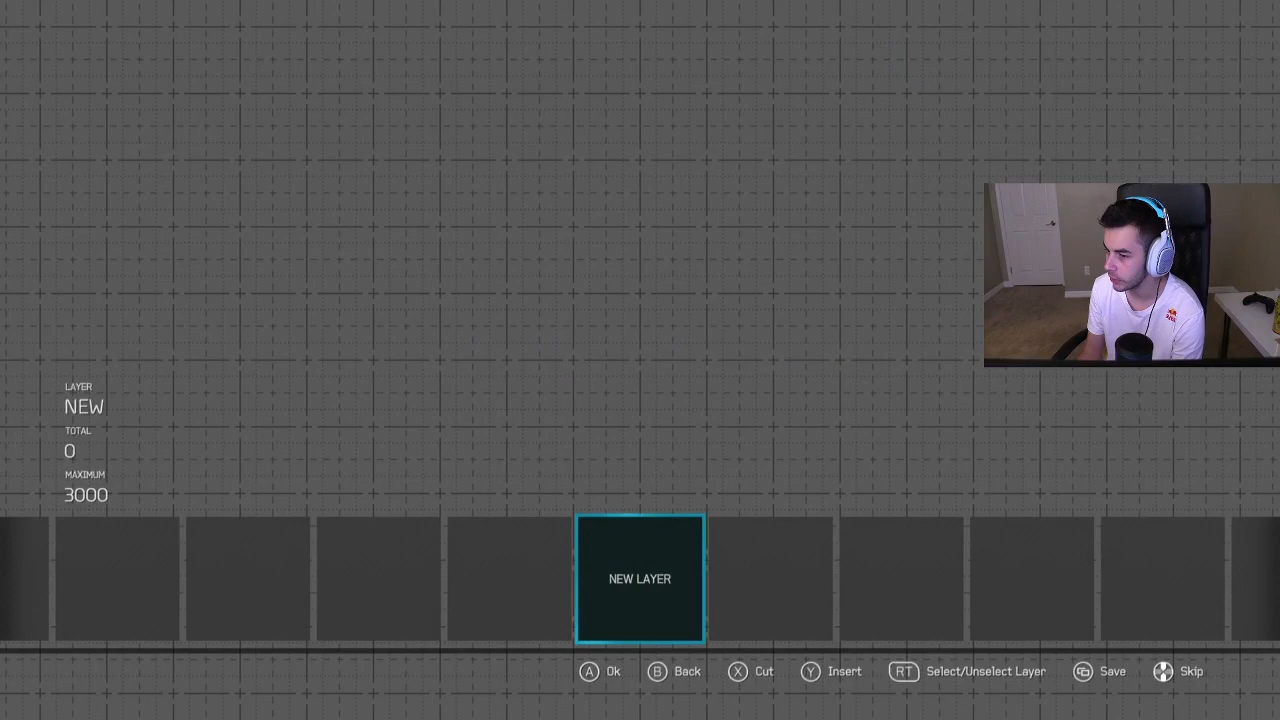 LAYER
NEW
TOTAL
0
MAXIMUM
3000
NEW LAYER
A Ok B Back X Cut Y Insert RT Select/Unselect Layer Save Skip